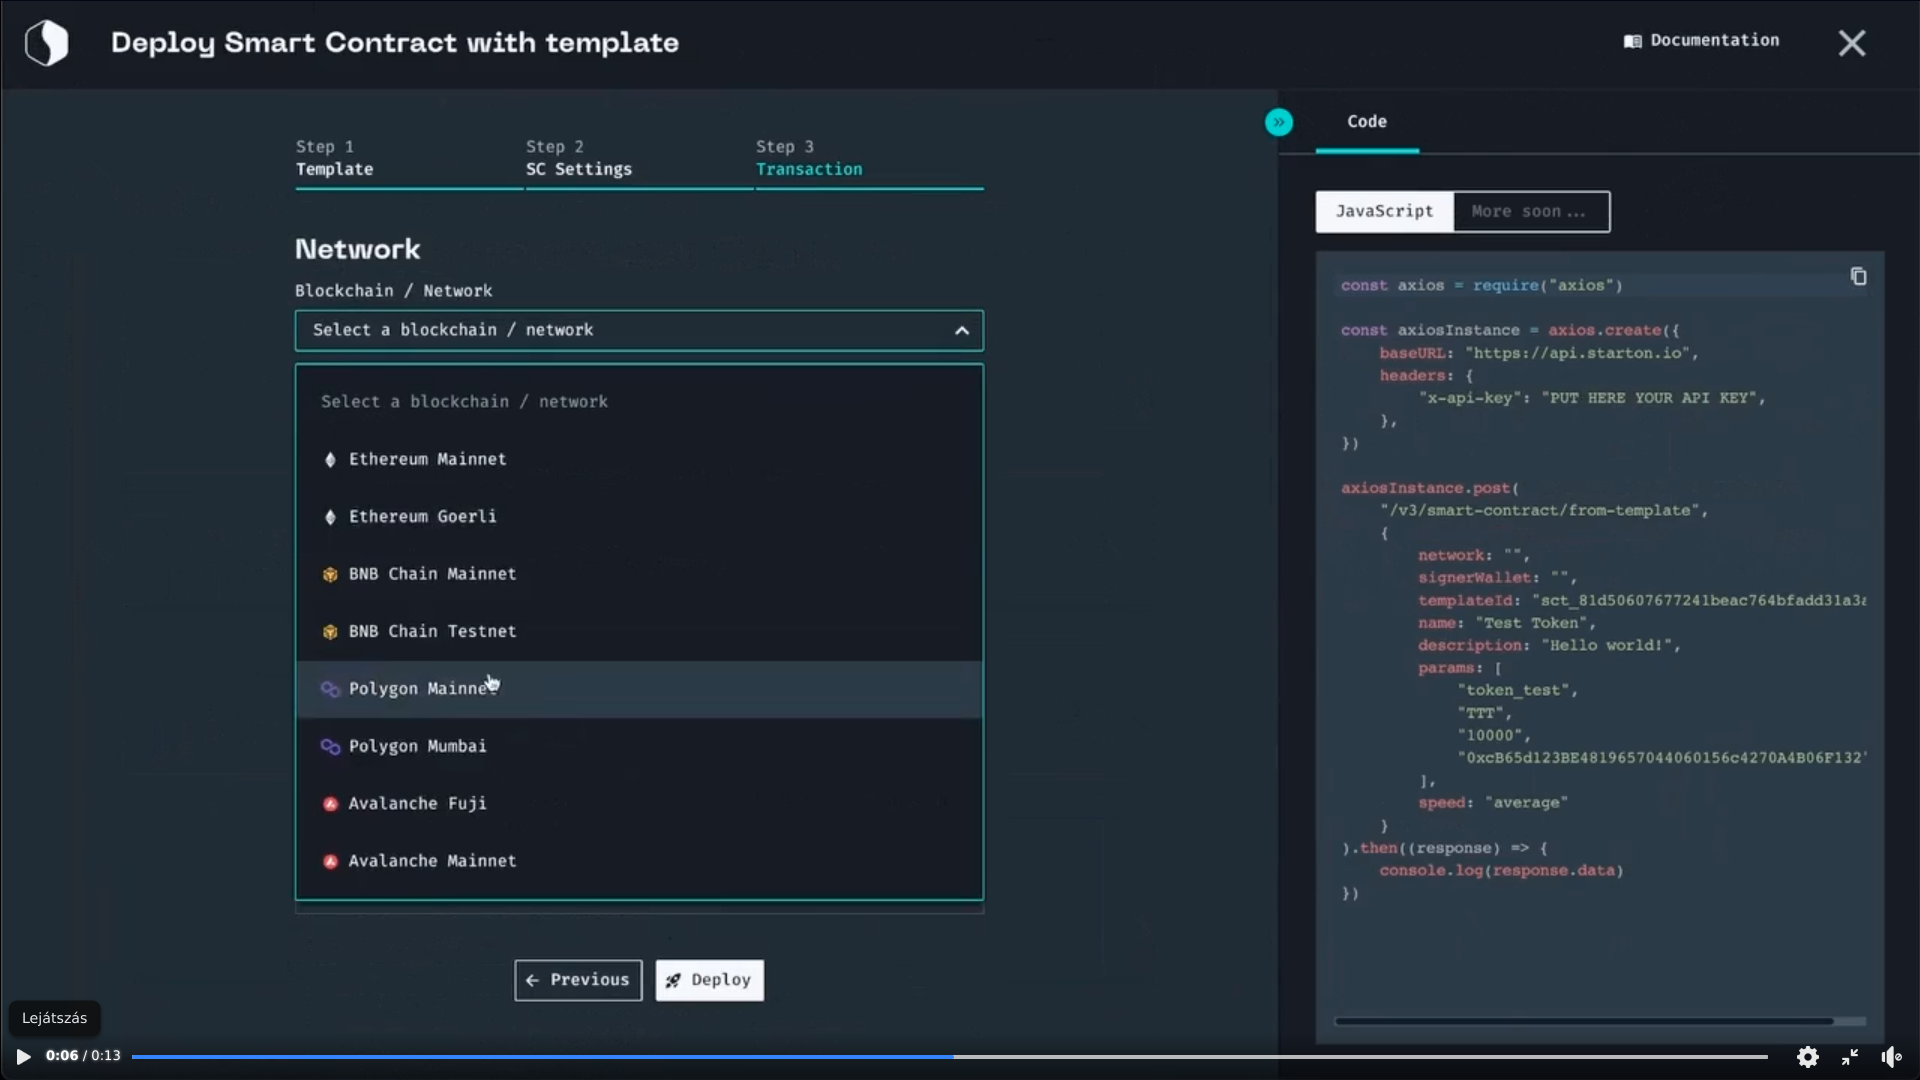 Deploy Smart Contract with template
Documentation
Step 1
Template
Step 2
SC Settings
Step 3
Transaction
Network
Blockchain / Network
Select a blockchain / network
Select a blockchain / network
Ethereum Mainnet
Ethereum Goerli
BNB Chain Mainnet
BNB Chain Testnet
Polygon Mainnet
Polygon Mumbai
Avalanche Fuji
Avalanche Mainnet
Previous
Deploy
Code
JavaScript
More soon ...
const axios = require("axios")
const axiosInstance = axios.create({
baseURL: "https://api.starton.io",
headers: {
"x-api-key": "PUT HERE YOUR API KEY",
},
})
axiosInstance.post(
"/v3/smart-contract/from-template",
{
network: "",
signerWallet: "",
templateId: "sct_81d50607677241beac764bfadd31a3a
name: "Test Token",
description: "Hello world!",
params: [
"token_test",
"TTT",
"10000",
"0xcB65d123BE4819657044060156c4270A4B06F132"
],
speed: "average"
}
).then((response) => {
console.log(response.data)
})
Lejátszás
0:06 / 0:13